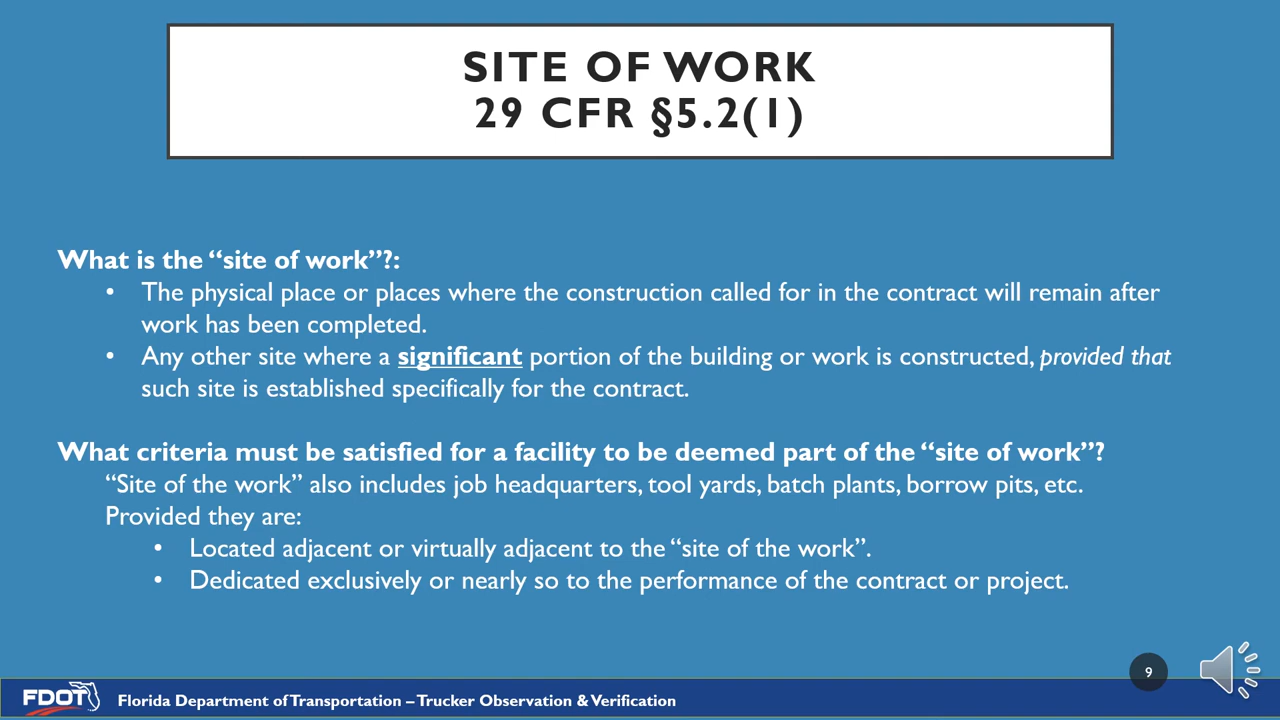 SITE OF WORK
29 CFR §5.2(1)
What is the “site of work”?:
• The physical place or places where the construction called for in the contract will remain after
work has been completed.
• Any other site where a significant portion of the building or work is constructed, provided that
such site is established specifically for the contract.
What criteria must be satisfied for a facility to be deemed part of the “site of work”?
“Site of the work” also includes job headquarters, tool yards, batch plants, borrow pits, etc.
Provided they are:
• Located adjacent or virtually adjacent to the “site of the work”.
• Dedicated exclusively or nearly so to the performance of the contract or project.
9
FDOT
Florida Department of Transportation – Trucker Observation & Verification